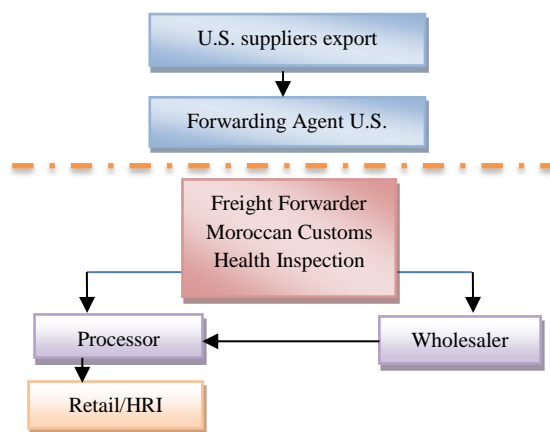 U.S. suppliers export
Forwarding Agent U.S.
Freight Forwarder
Moroccan Customs
Health Inspection
Processor
Wholesaler
Retail/HRI